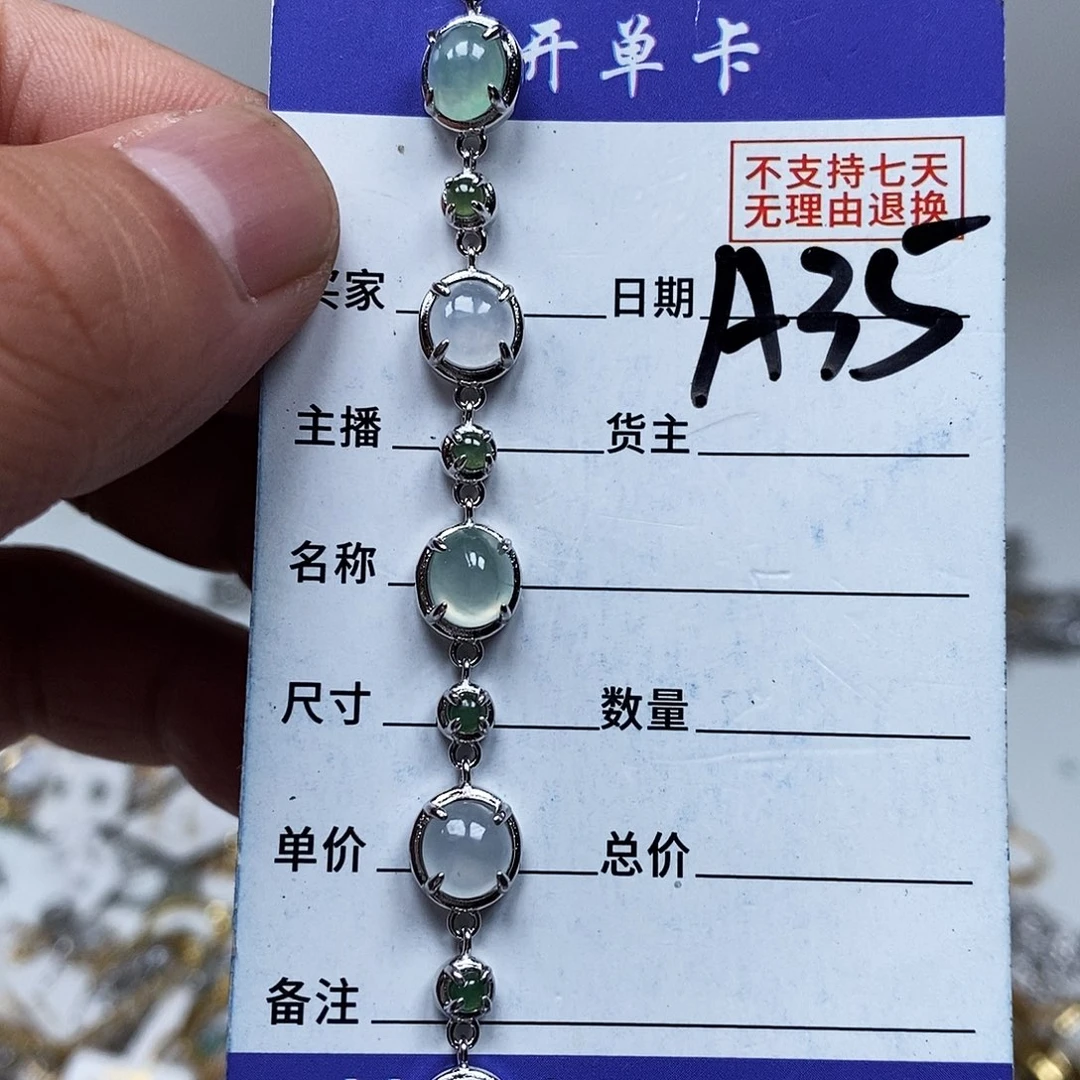 开单卡
不支持七天
无理由退换
买家 日期 A35
主播 货主
名称
尺寸 数量
单价 总价
备注